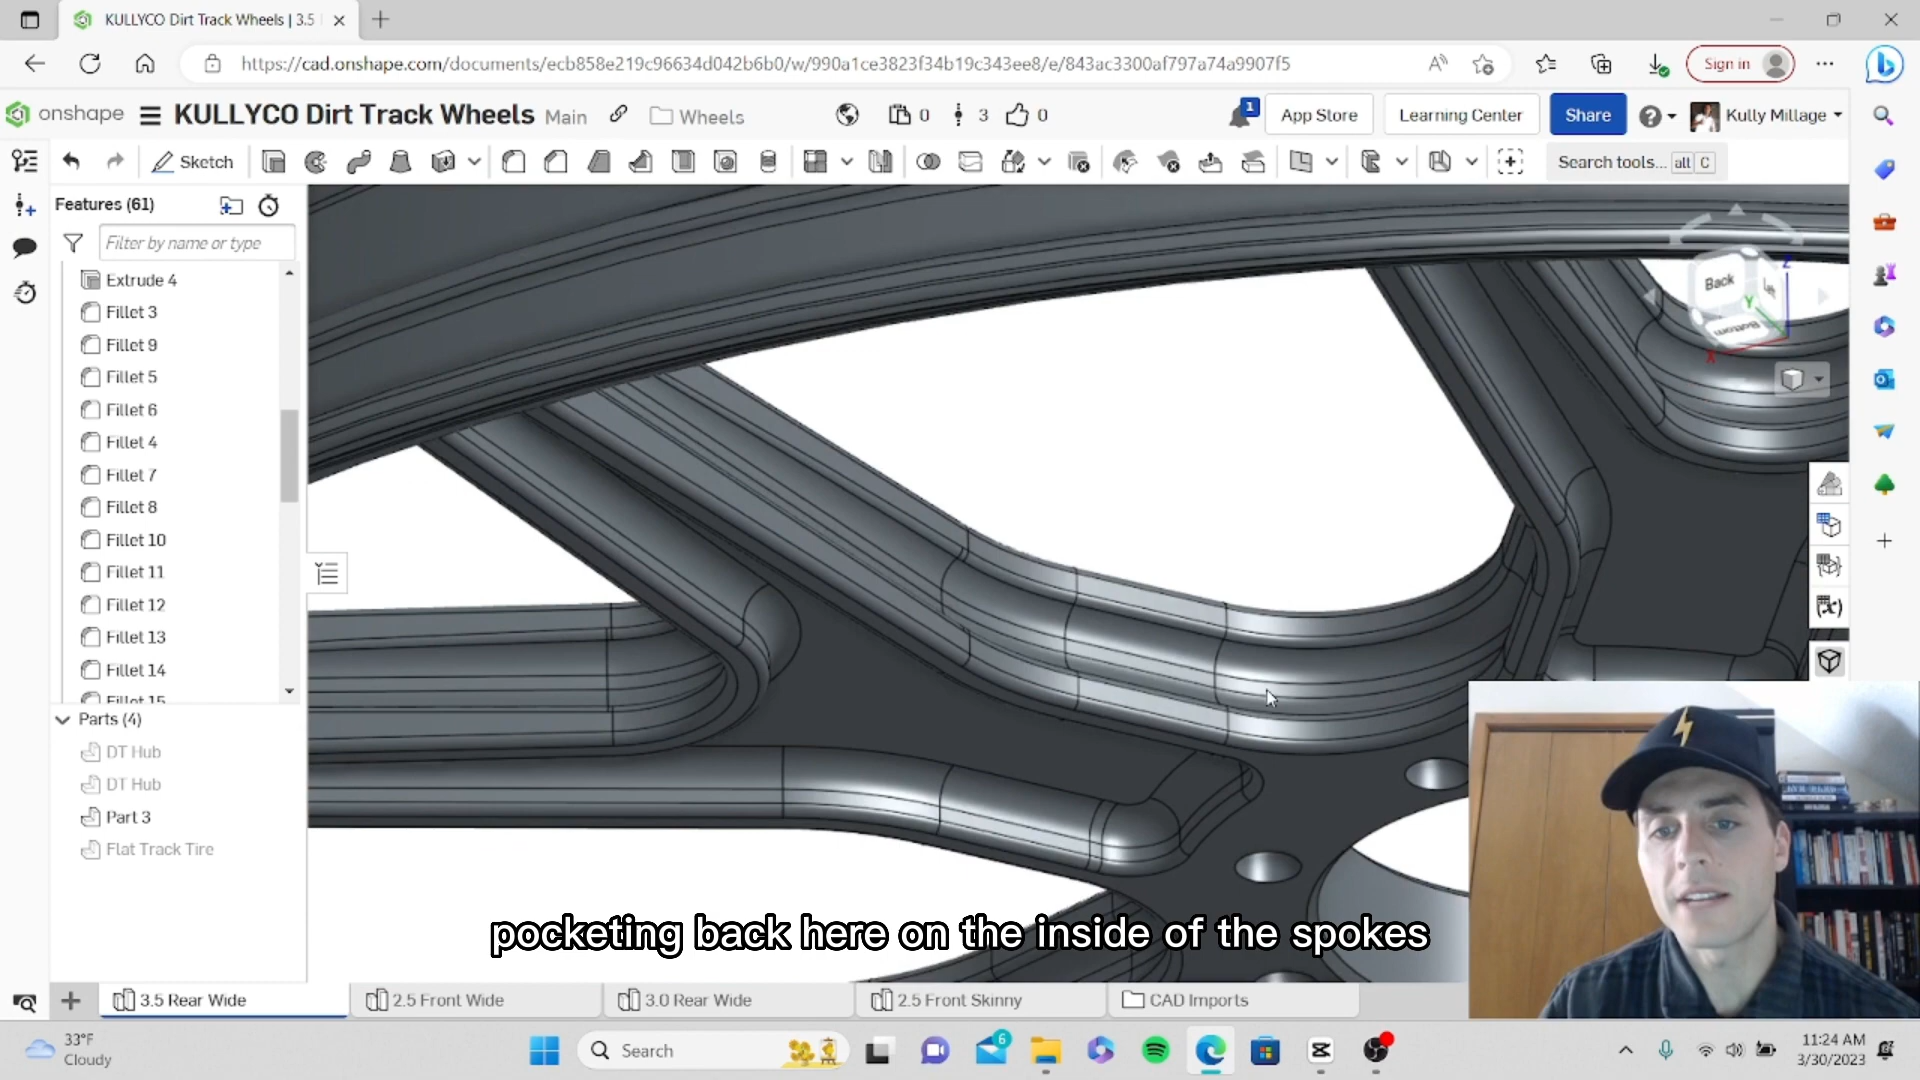 KULLYCO Dirt Track Wheels | 3.5
https://cad.onshape.com/documents/ecb858e219c96634d042b6b0/w/990a1ce3823f34b19c343ee8/e/843ac3300af797a74a9907f5
Sign in
onshape
KULLYCO Dirt Track Wheels
Main
Wheels
0
3
0
1
App Store
Learning Center
Share
Kully Millage
Sketch
Search tools... alt C
Features (61)
Filter by name or type
Extrude 4
Fillet 3
Fillet 9
Fillet 5
Fillet 6
Fillet 4
Fillet 7
Fillet 8
Fillet 10
Fillet 11
Fillet 12
Fillet 13
Fillet 14
Fillet 15
Parts (4)
DT Hub
DT Hub
Part 3
Flat Track Tire
Back
Bottom
Z
Y
X
pocketing back here on the inside of the spokes
3.5 Rear Wide
2.5 Front Wide
3.0 Rear Wide
2.5 Front Skinny
CAD Imports
33°F
Cloudy
Search
6
11:24 AM
3/30/2023